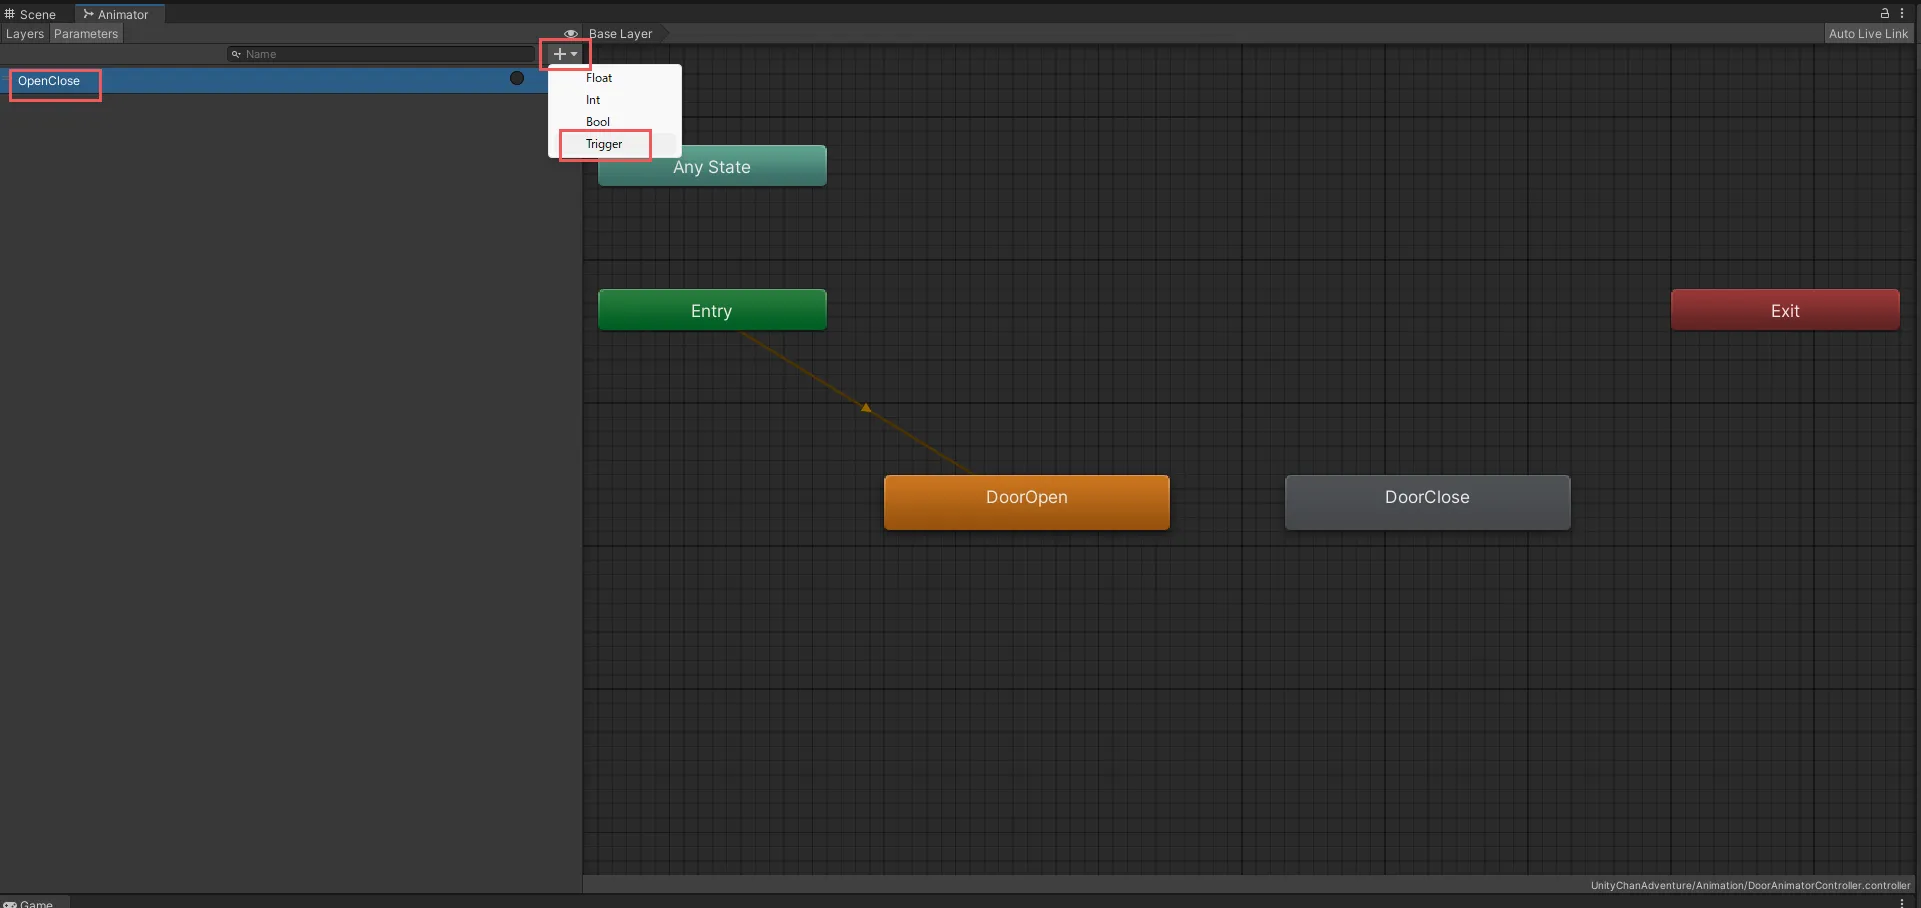 Scene
Animator
Layers
Parameters
Base Layer
Auto Live Link
Name
OpenClose
Float
Int
Bool
Trigger
Any State
Entry
Exit
DoorOpen
DoorClose
UnityChanAdventure/Animation/DoorAnimatorController.controller
Game